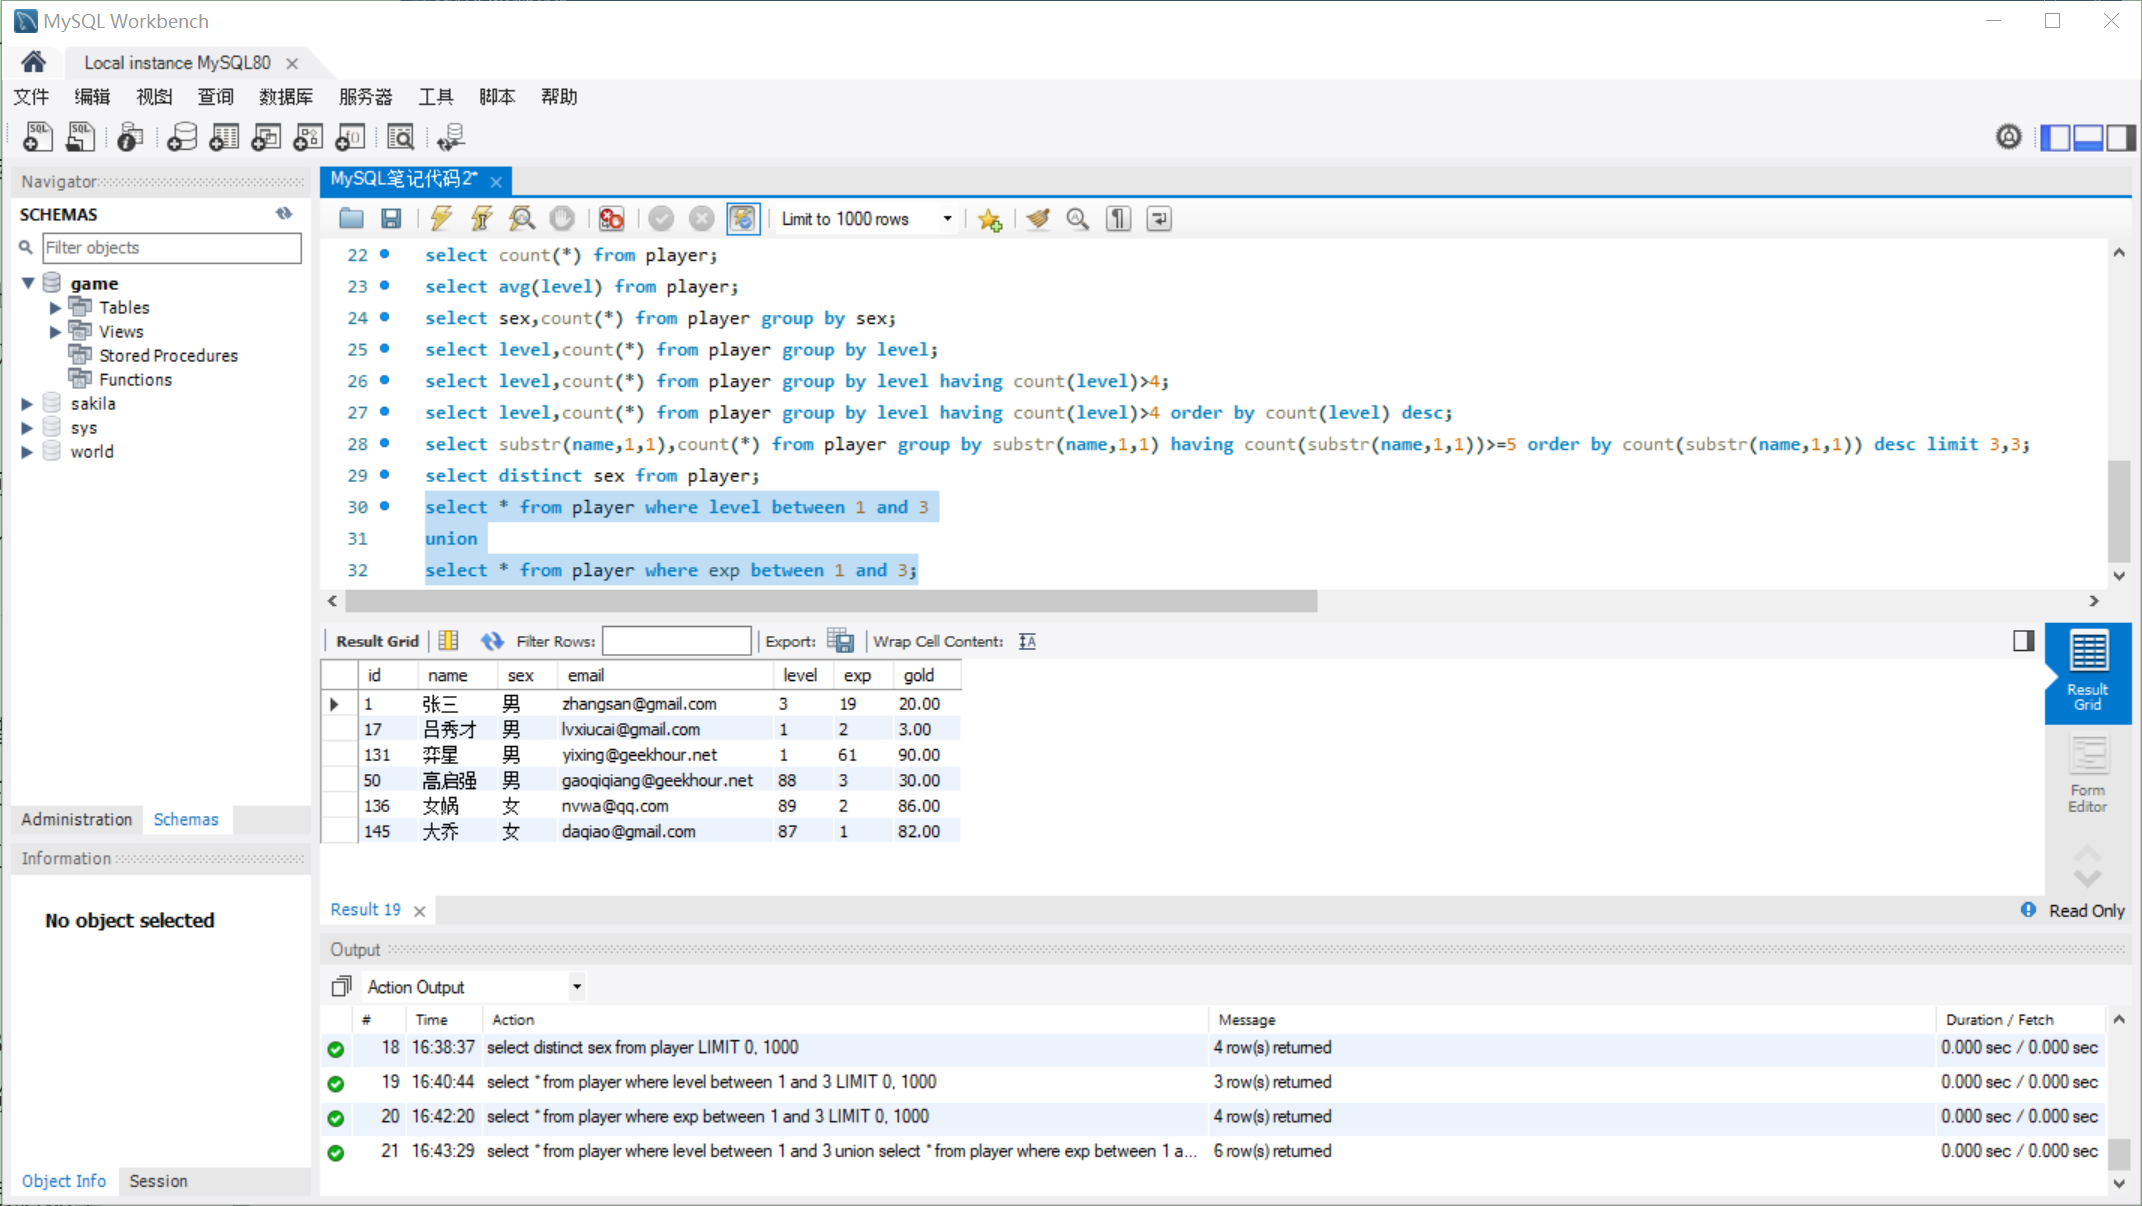 MySQL Workbench
Local instance MySQL80
文件 编辑 视图 查询 数据库 服务器 工具 脚本 帮助
Navigator
SCHEMAS
Filter objects
game
Tables
Views
Stored Procedures
Functions
sakila
sys
world
Administration Schemas
Information
No object selected
Object Info Session
MySQL笔记代码2*
Limit to 1000 rows
22 select count(*) from player;
23 select avg(level) from player;
24 select sex,count(*) from player group by sex;
25 select level,count(*) from player group by level;
26 select level,count(*) from player group by level having count(level)>4;
27 select level,count(*) from player group by level having count(level)>4 order by count(level) desc;
28 select substr(name,1,1),count(*) from player group by substr(name,1,1) having count(substr(name,1,1))>=5 order by count(substr(name,1,1)) desc limit 3,3;
29 select distinct sex from player;
30 select * from player where level between 1 and 3
31 union
32 select * from player where exp between 1 and 3;
Result Grid Filter Rows: Export: Wrap Cell Content:
id name sex email level exp gold
1 张三 男 zhangsan@gmail.com 3 19 20.00
17 吕秀才 男 lvxiucai@gmail.com 1 2 3.00
131 弈星 男 yixing@geekhour.net 1 61 90.00
50 高启强 男 gaoqiqiang@geekhour.net 88 3 30.00
136 女娲 女 nvwa@qq.com 89 2 86.00
145 大乔 女 daqiao@gmail.com 87 1 82.00
Result
Grid
Form
Editor
Result 19
Read Only
Output
Action Output
# Time Action Message Duration / Fetch
18 16:38:37 select distinct sex from player LIMIT 0, 1000 4 row(s) returned 0.000 sec / 0.000 sec
19 16:40:44 select * from player where level between 1 and 3 LIMIT 0, 1000 3 row(s) returned 0.000 sec / 0.000 sec
20 16:42:20 select * from player where exp between 1 and 3 LIMIT 0, 1000 4 row(s) returned 0.000 sec / 0.000 sec
21 16:43:29 select * from player where level between 1 and 3 union select * from player where exp between 1 a... 6 row(s) returned 0.000 sec / 0.000 sec